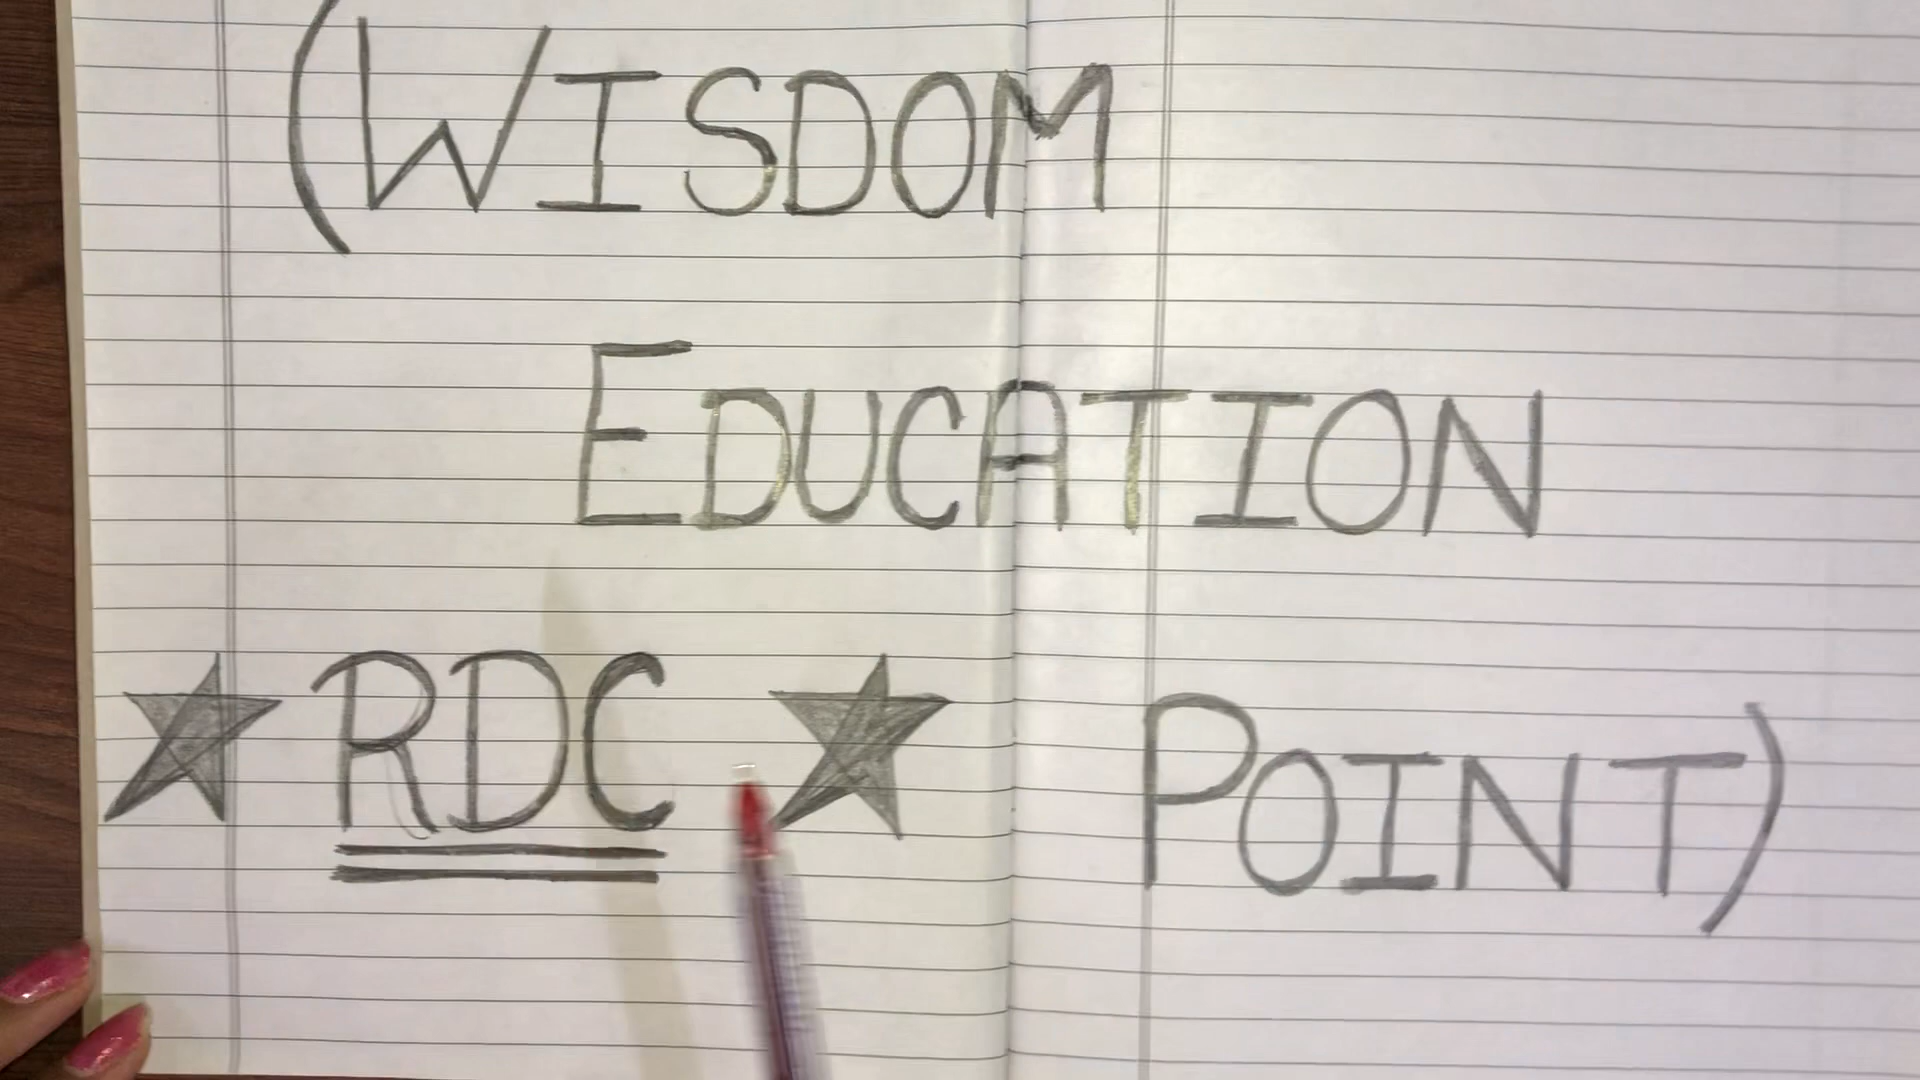 (WISDOM
EDUCATION
★ RDC ★ POINT)